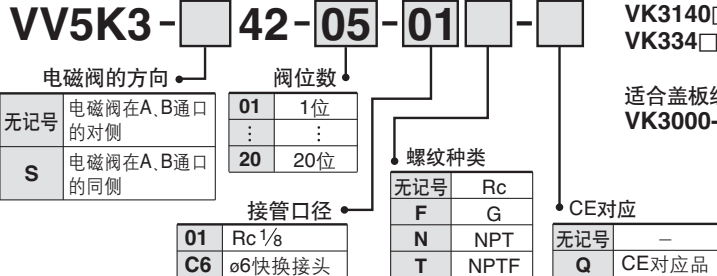 VV5K3-□42-05-01□-□
VK3140□
VK334□
适合盖板组
VK3000-
电磁阀的方向
无记号 电磁阀在A、B通口
的对侧
S 电磁阀在A、B通口
的同侧
阀位数
01 1位
⋮ ⋮
20 20位
接管口径
01 Rc 1/8
C6 ø6快换接头
螺纹种类
无记号 Rc
F G
N NPT
T NPTF
CE对应
无记号 –
Q CE对应品